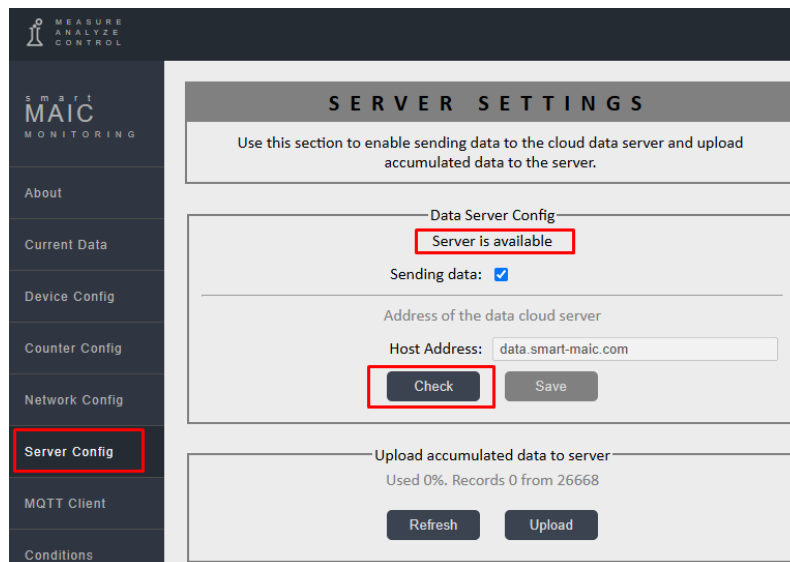 MEASURE
ANALYZE
CONTROL
smart
MAIC
MONITORING
About
Current Data
Device Config
Counter Config
Network Config
Server Config
MQTT Client
Conditions
SERVER SETTINGS
Use this section to enable sending data to the cloud data server and upload
accumulated data to the server.
Data Server Config
Server is available
Sending data:
Address of the data cloud server
Host Address: data.smart-maic.com
Check Save
Upload accumulated data to server
Used 0%. Records 0 from 26668
Refresh Upload